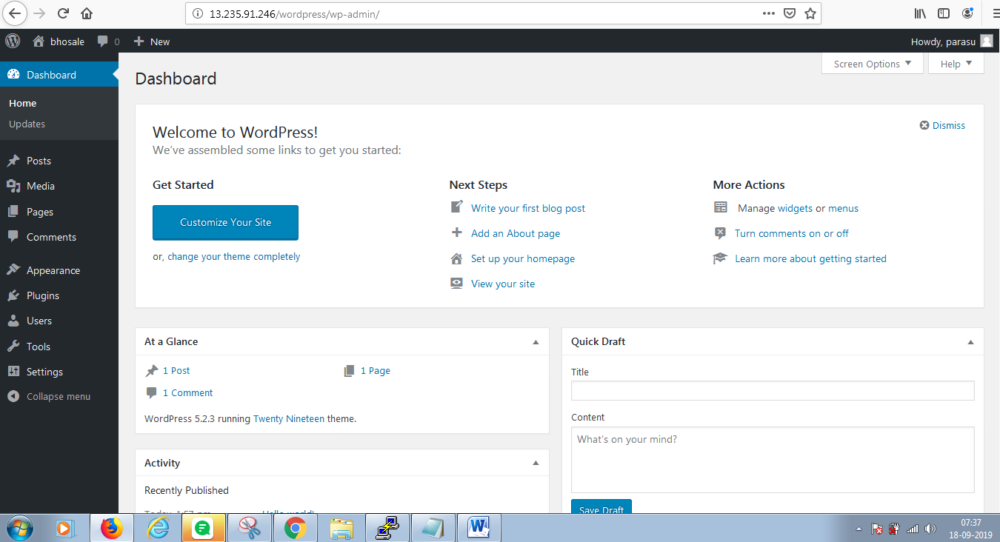 13.235.91.246/wordpress/wp-admin/
bhosale 0 New Howdy, parasu
Screen Options Help
Dashboard
Home
Updates
Posts
Media
Pages
Comments
Appearance
Plugins
Users
Tools
Settings
Collapse menu
Dashboard
Welcome to WordPress!
We've assembled some links to get you started:
Dismiss
Get Started
Customize Your Site
or, change your theme completely
Next Steps
Write your first blog post
Add an About page
Set up your homepage
View your site
More Actions
Manage widgets or menus
Turn comments on or off
Learn more about getting started
At a Glance
1 Post 1 Page
1 Comment
WordPress 5.2.3 running Twenty Nineteen theme.
Activity
Recently Published
Today, 1:57 pm Hello world!
Quick Draft
Title
Content
What's on your mind?
Save Draft
07:37
18-09-2019